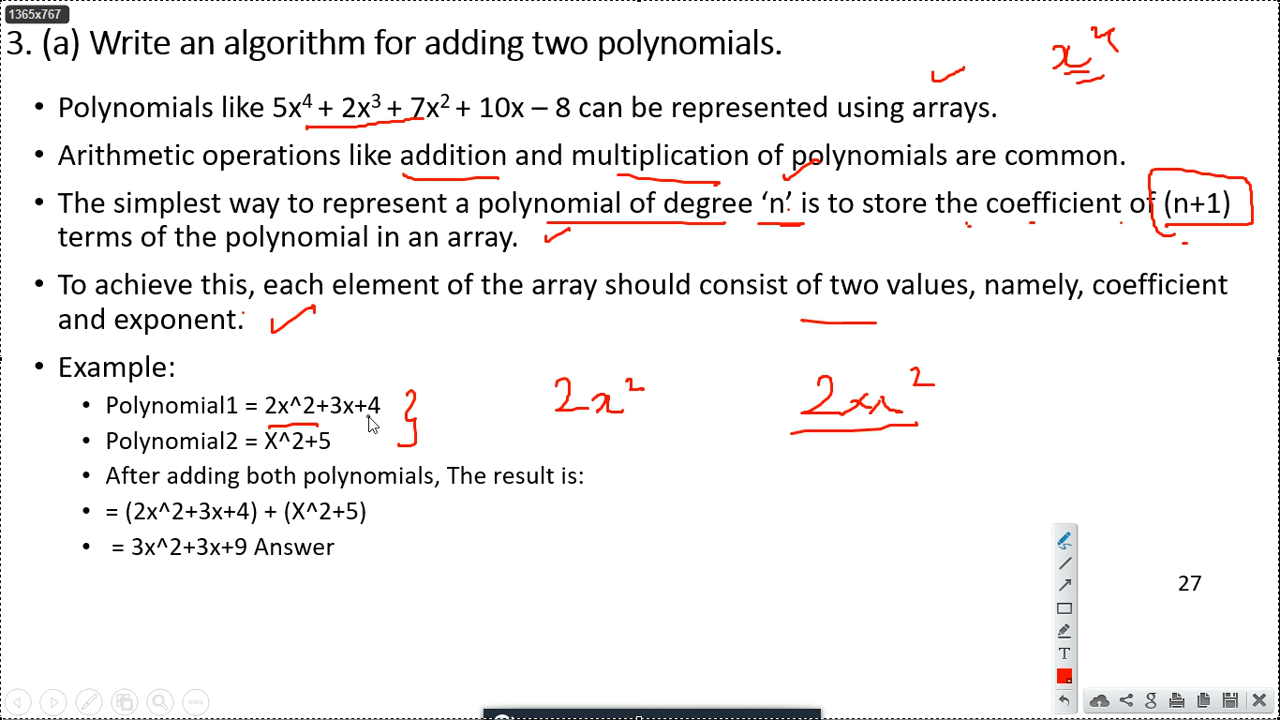 1365x767
3. (a) Write an algorithm for adding two polynomials.
x⁴
• Polynomials like 5x⁴ + 2x³ + 7x² + 10x – 8 can be represented using arrays.
• Arithmetic operations like addition and multiplication of polynomials are common.
• The simplest way to represent a polynomial of degree ‘n’ is to store the coefficient of (n+1)
terms of the polynomial in an array.
• To achieve this, each element of the array should consist of two values, namely, coefficient
and exponent.
• Example:
• Polynomial1 = 2x^2+3x+4
2x²
2xx²
• Polynomial2 = X^2+5
• After adding both polynomials, The result is:
• = (2x^2+3x+4) + (X^2+5)
• = 3x^2+3x+9 Answer
27
T
g